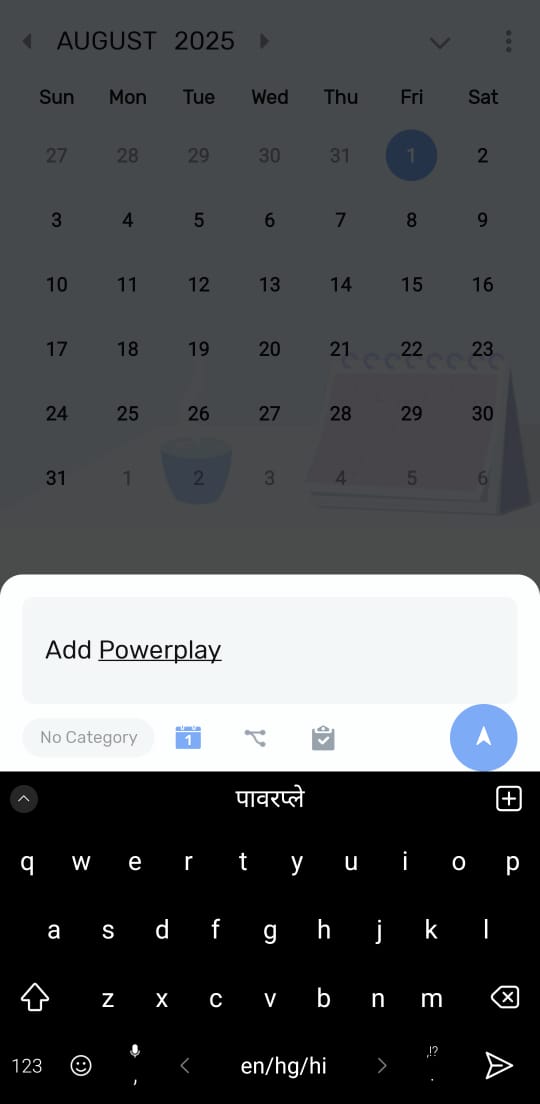 AUGUST 2025
Sun Mon Tue Wed Thu Fri Sat
27 28 29 30 31 1 2
3 4 5 6 7 8 9
10 11 12 13 14 15 16
17 18 19 20 21 22 23
24 25 26 27 28 29 30
31 1 2 3 4 5 6
Add Powerplay
No Category 1
पावरप्ले
q w e r t y u i o p
a s d f g h j k l
z x c v b n m
123 , en/hg/hi ,!? .